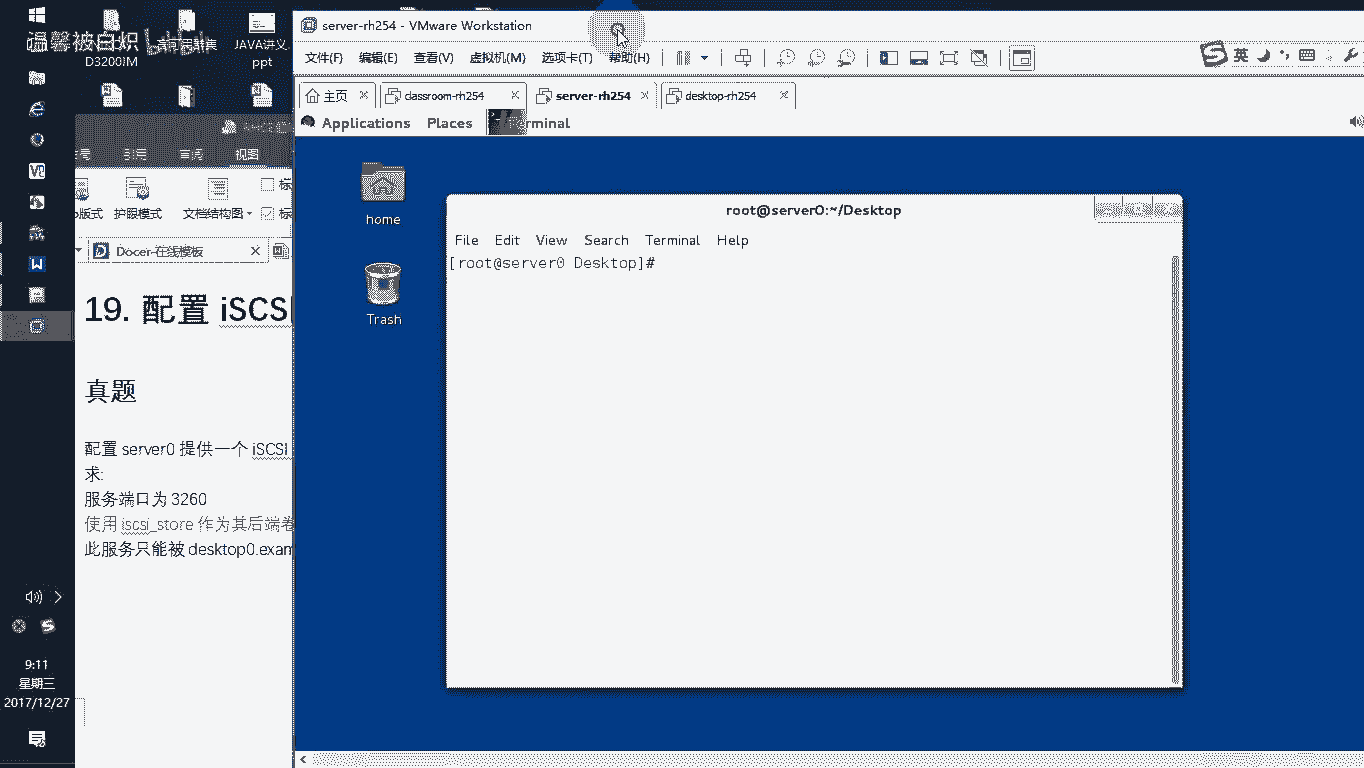 server-rh254 - VMware Workstation
温馨被白炽
D3200!M
JAVA讲义.
ppt
文件(F) 编辑(E) 查看(V) 虚拟机(M) 选项卡(T) 帮助(H)
英
主页
classroom-rh254
server-rh254
desktop-rh254
Applications Places
视图
护眼模式
文档结构图
Docer-在线模板
home
Trash
root@server0:~/Desktop
File Edit View Search Terminal Help
[root@server0 Desktop]#
19. 配置 iSCSI
真题
配置 server0 提供一个 iSCSI
求:
服务端口为 3260
使用 iscsi_store 作为其后端卷
此服务只能被 desktop0.exam
9:11
星期三
2017/12/27